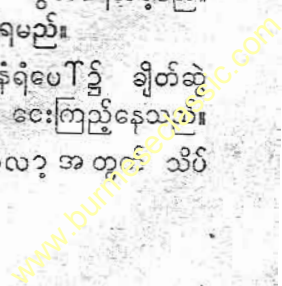 ရမည်။
နံရံပေါ်၌ ချိတ်ဆွဲ
ငေးကြည့်နေသည်။
လာ့ အတွက် သိပ်
www.burmeseclassic.com